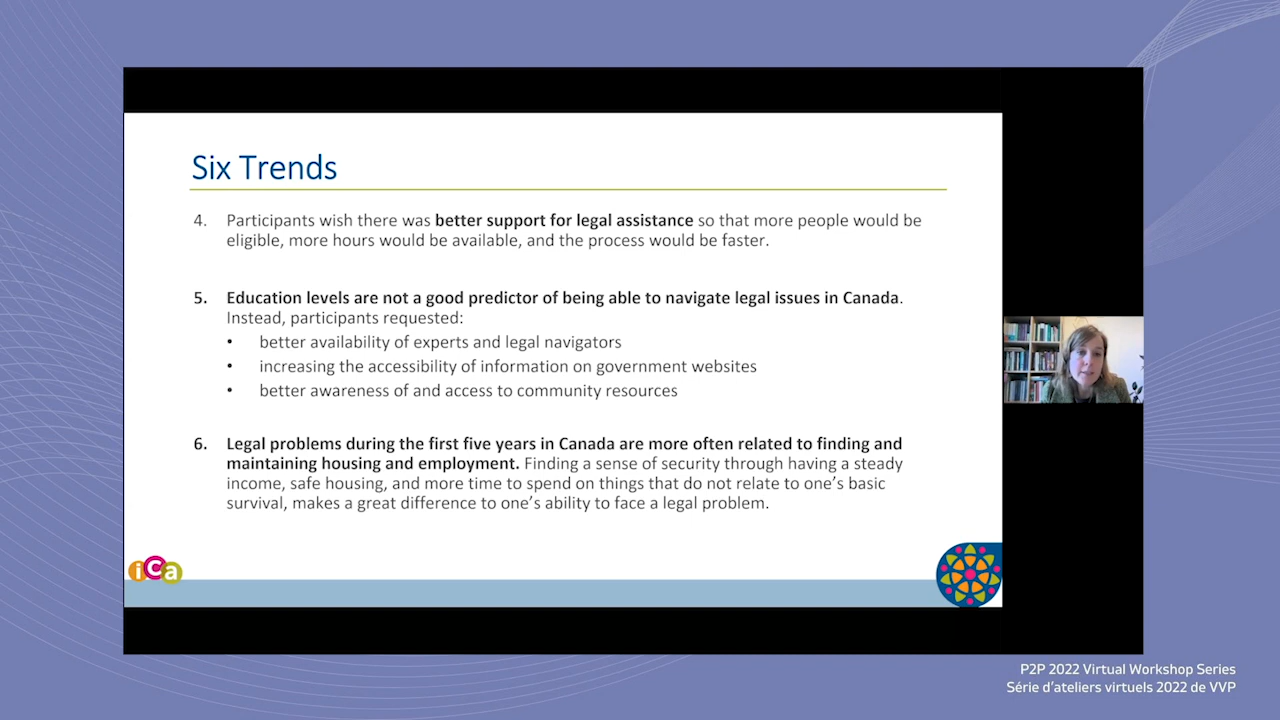 Six Trends
4. Participants wish there was better support for legal assistance so that more people would be
eligible, more hours would be available, and the process would be faster.
5. Education levels are not a good predictor of being able to navigate legal issues in Canada.
Instead, participants requested:
• better availability of experts and legal navigators
• increasing the accessibility of information on government websites
• better awareness of and access to community resources
6. Legal problems during the first five years in Canada are more often related to finding and
maintaining housing and employment. Finding a sense of security through having a steady
income, safe housing, and more time to spend on things that do not relate to one's basic
survival, makes a great difference to one's ability to face a legal problem.
iCa
P2P 2022 Virtual Workshop Series
Série d'ateliers virtuels 2022 de VVP